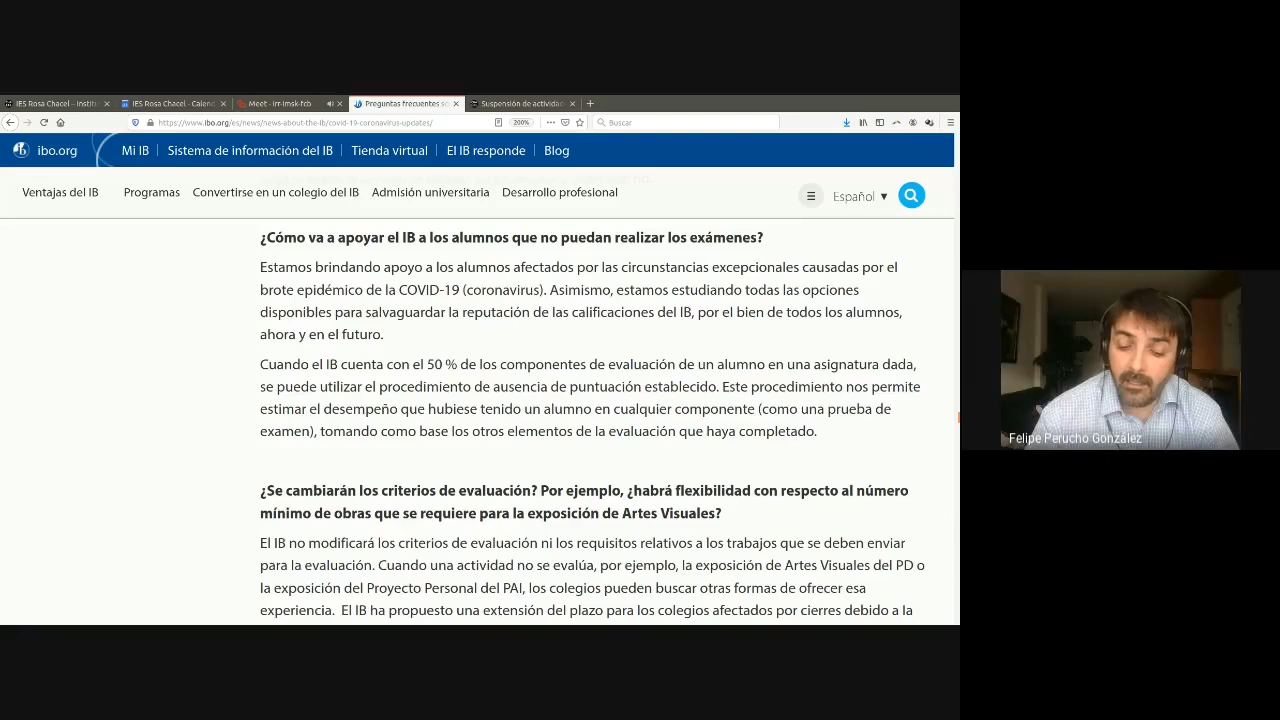 IES Rosa Chacel – Institu
IES Rosa Chacel - Calend
Meet - irr-imsk-fcb
Preguntas frecuentes so
Suspensión de actividad
https://www.ibo.org/es/news/news-about-the-ib/covid-19-coronavirus-updates/
200%
Buscar
ibo.org
Mi IB
Sistema de información del IB
Tienda virtual
El IB responde
Blog
Ventajas del IB
Programas
Convertirse en un colegio del IB
Admisión universitaria
Desarrollo profesional
Español
¿Cómo va a apoyar el IB a los alumnos que no puedan realizar los exámenes?
Estamos brindando apoyo a los alumnos afectados por las circunstancias excepcionales causadas por el
brote epidémico de la COVID-19 (coronavirus). Asimismo, estamos estudiando todas las opciones
disponibles para salvaguardar la reputación de las calificaciones del IB, por el bien de todos los alumnos,
ahora y en el futuro.
Cuando el IB cuenta con el 50 % de los componentes de evaluación de un alumno en una asignatura dada,
se puede utilizar el procedimiento de ausencia de puntuación establecido. Este procedimiento nos permite
estimar el desempeño que hubiese tenido un alumno en cualquier componente (como una prueba de
examen), tomando como base los otros elementos de la evaluación que haya completado.
¿Se cambiarán los criterios de evaluación? Por ejemplo, ¿habrá flexibilidad con respecto al número
mínimo de obras que se requiere para la exposición de Artes Visuales?
El IB no modificará los criterios de evaluación ni los requisitos relativos a los trabajos que se deben enviar
para la evaluación. Cuando una actividad no se evalúa, por ejemplo, la exposición de Artes Visuales del PD o
la exposición del Proyecto Personal del PAI, los colegios pueden buscar otras formas de ofrecer esa
experiencia. El IB ha propuesto una extensión del plazo para los colegios afectados por cierres debido a la
Felipe Perucho González